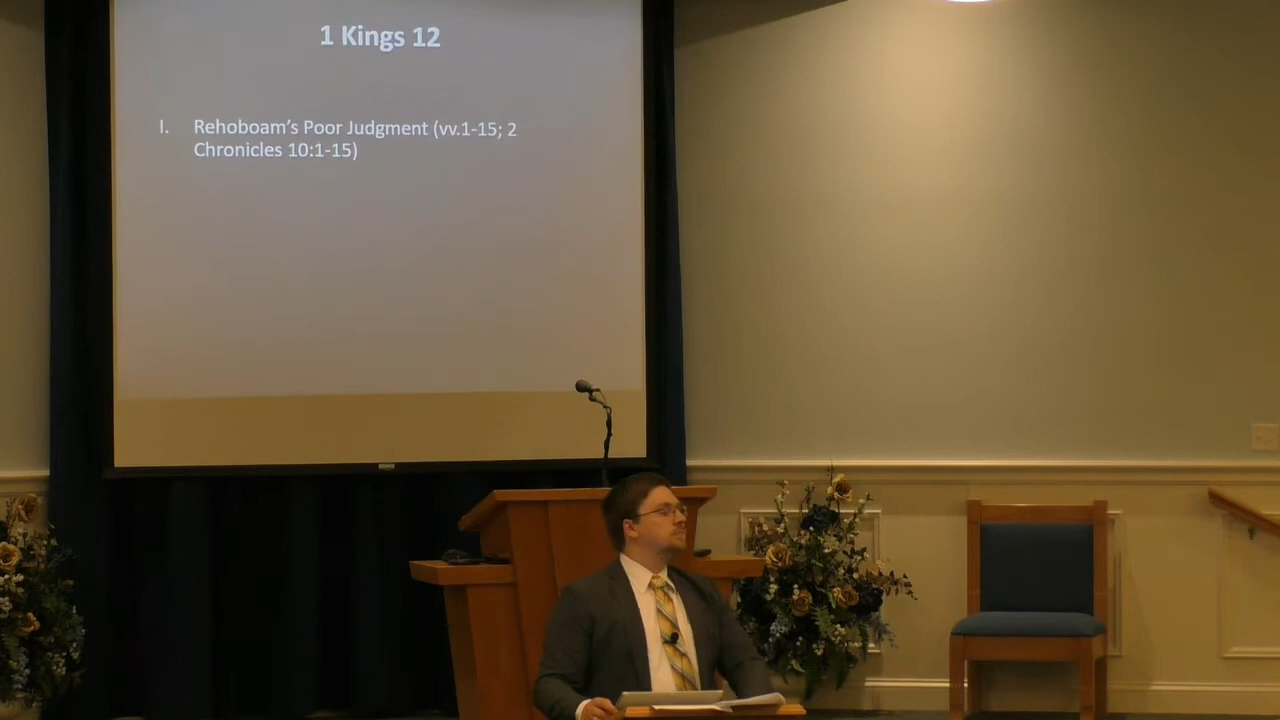 1 Kings 12
I. Rehoboam’s Poor Judgment (vv.1-15; 2
Chronicles 10:1-15)